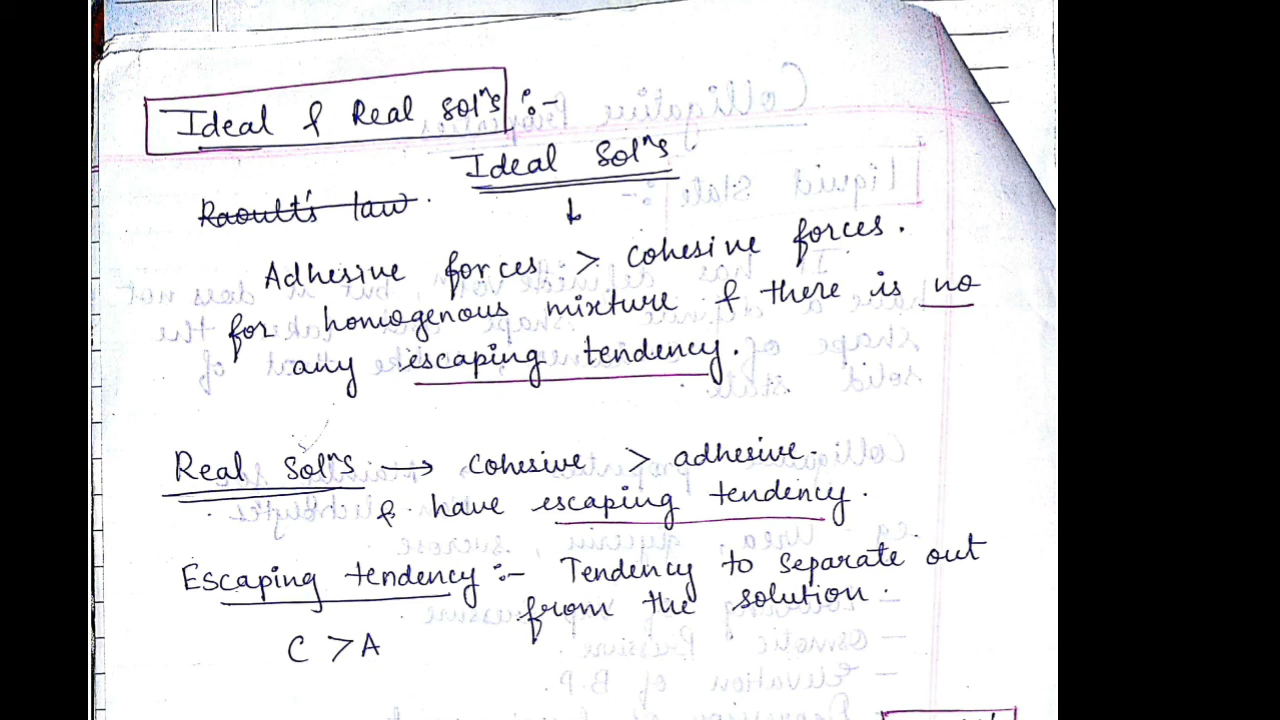 Ideal & Real Solⁿs :-
Ideal Solⁿs
Raoult's law.
↓
Adhesive forces > cohesive forces.
for homogenous mixture & there is no
any escaping tendency.
Real Solⁿs → Cohesive > adhesive.
& have escaping tendency.
Escaping tendency :- Tendency to separate out
from the solution.
C > A